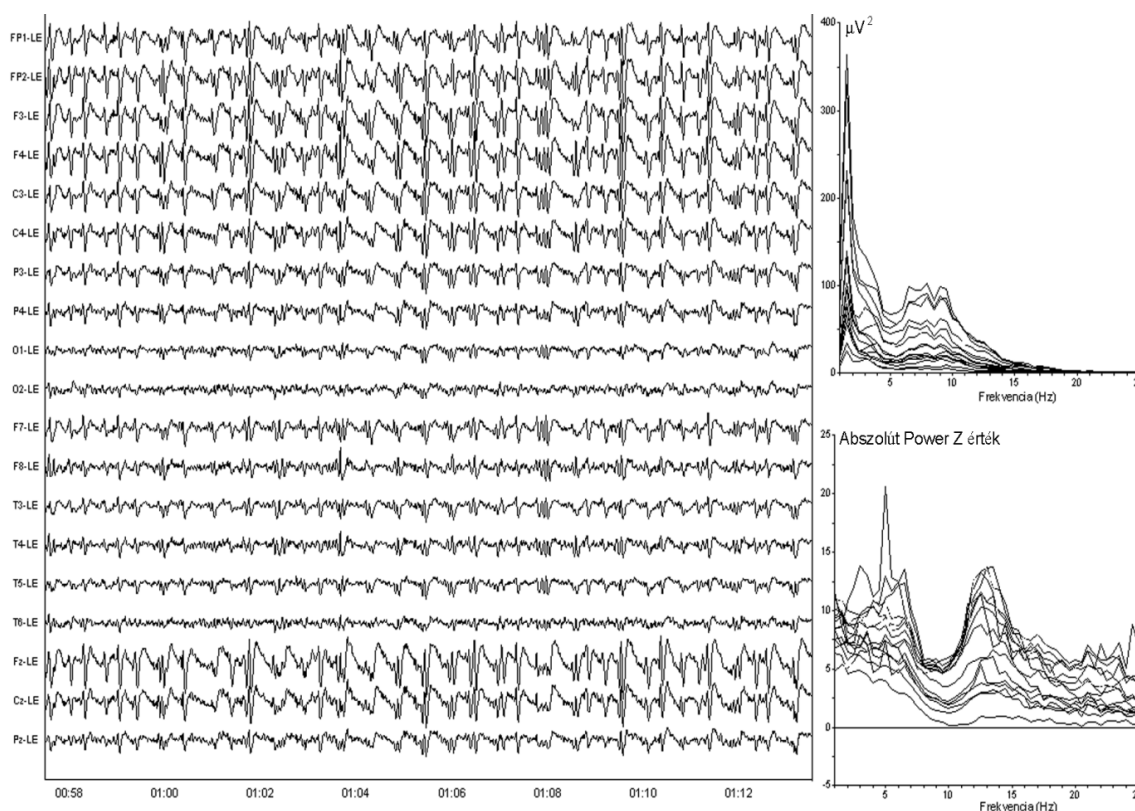 FP1-LE
FP2-LE
F3-LE
F4-LE
C3-LE
C4-LE
P3-LE
P4-LE
O1-LE
O2-LE
F7-LE
F8-LE
T3-LE
T4-LE
T5-LE
T6-LE
Fz-LE
Cz-LE
Pz-LE
00:58 01:00 01:02 01:04 01:06 01:08 01:10 01:12
µV²
400
300
200
100
0
5 10 15 20 2
Frekvencia (Hz)
Abszolút Power Z érték
25
20
15
10
5
0
-5
5 10 15 20 2
Frekvencia (Hz)